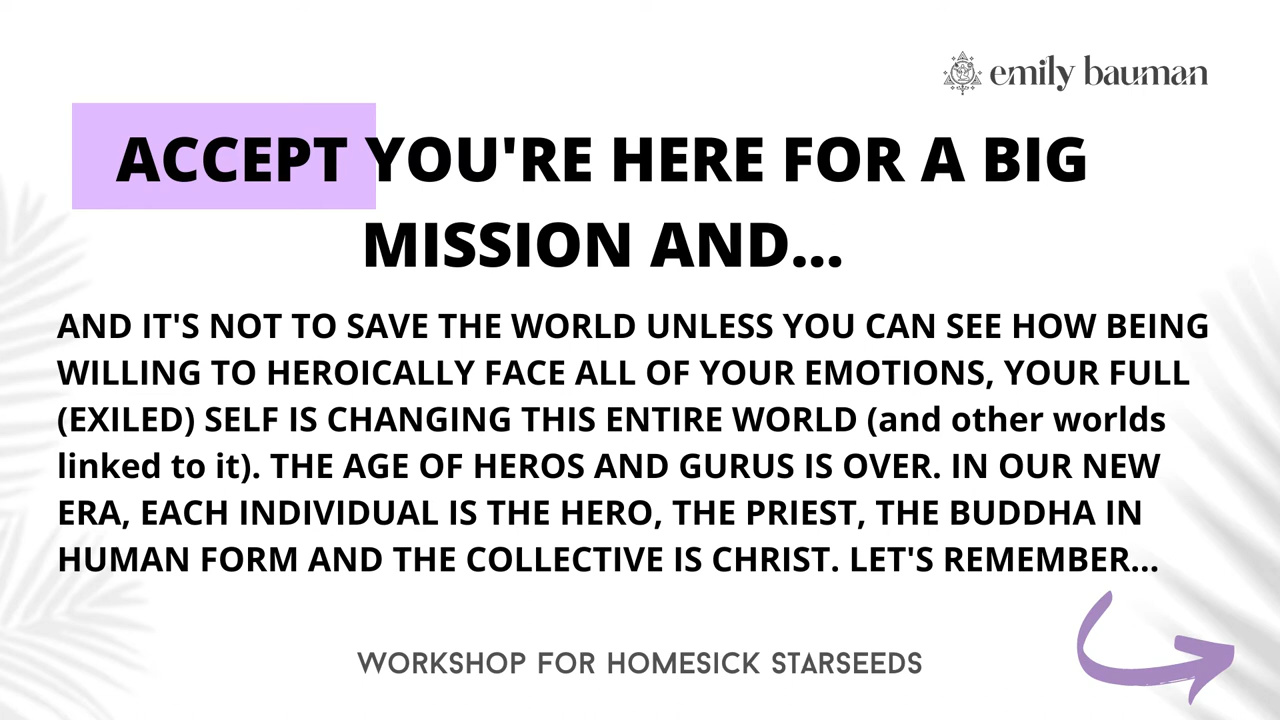 emily bauman
ACCEPT YOU'RE HERE FOR A BIG
MISSION AND...
AND IT'S NOT TO SAVE THE WORLD UNLESS YOU CAN SEE HOW BEING
WILLING TO HEROICALLY FACE ALL OF YOUR EMOTIONS, YOUR FULL
(EXILED) SELF IS CHANGING THIS ENTIRE WORLD (and other worlds
linked to it). THE AGE OF HEROS AND GURUS IS OVER. IN OUR NEW
ERA, EACH INDIVIDUAL IS THE HERO, THE PRIEST, THE BUDDHA IN
HUMAN FORM AND THE COLLECTIVE IS CHRIST. LET'S REMEMBER...
WORKSHOP FOR HOMESICK STARSEEDS